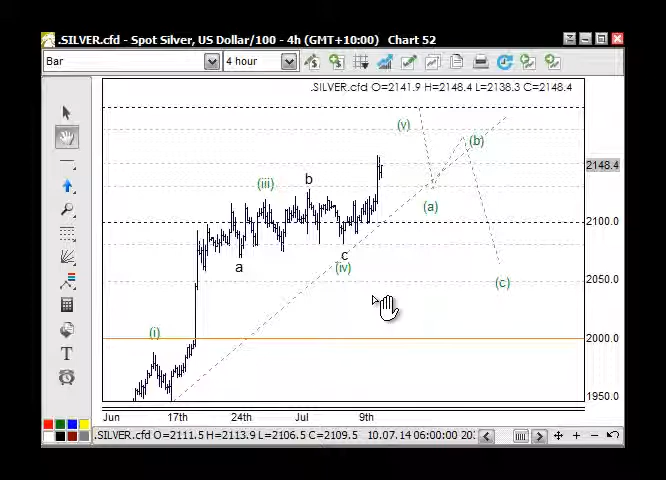 .SILVER.cfd - Spot Silver, US Dollar/100 - 4h (GMT+10:00) Chart 52
Bar 4 hour
.SILVER.cfd O=2141.9 H=2148.4 L=2138.3 C=2148.4
(v)
(b)
(iii) b
2148.4
(a)
2100.0
a c
(iv)
2050.0
(c)
(i)
2000.0
T
1950.0
Jun 17th 24th Jul 9th
.SILVER.cfd O=2111.5 H=2113.9 L=2106.5 C=2109.5 10.07.14 06:00:00